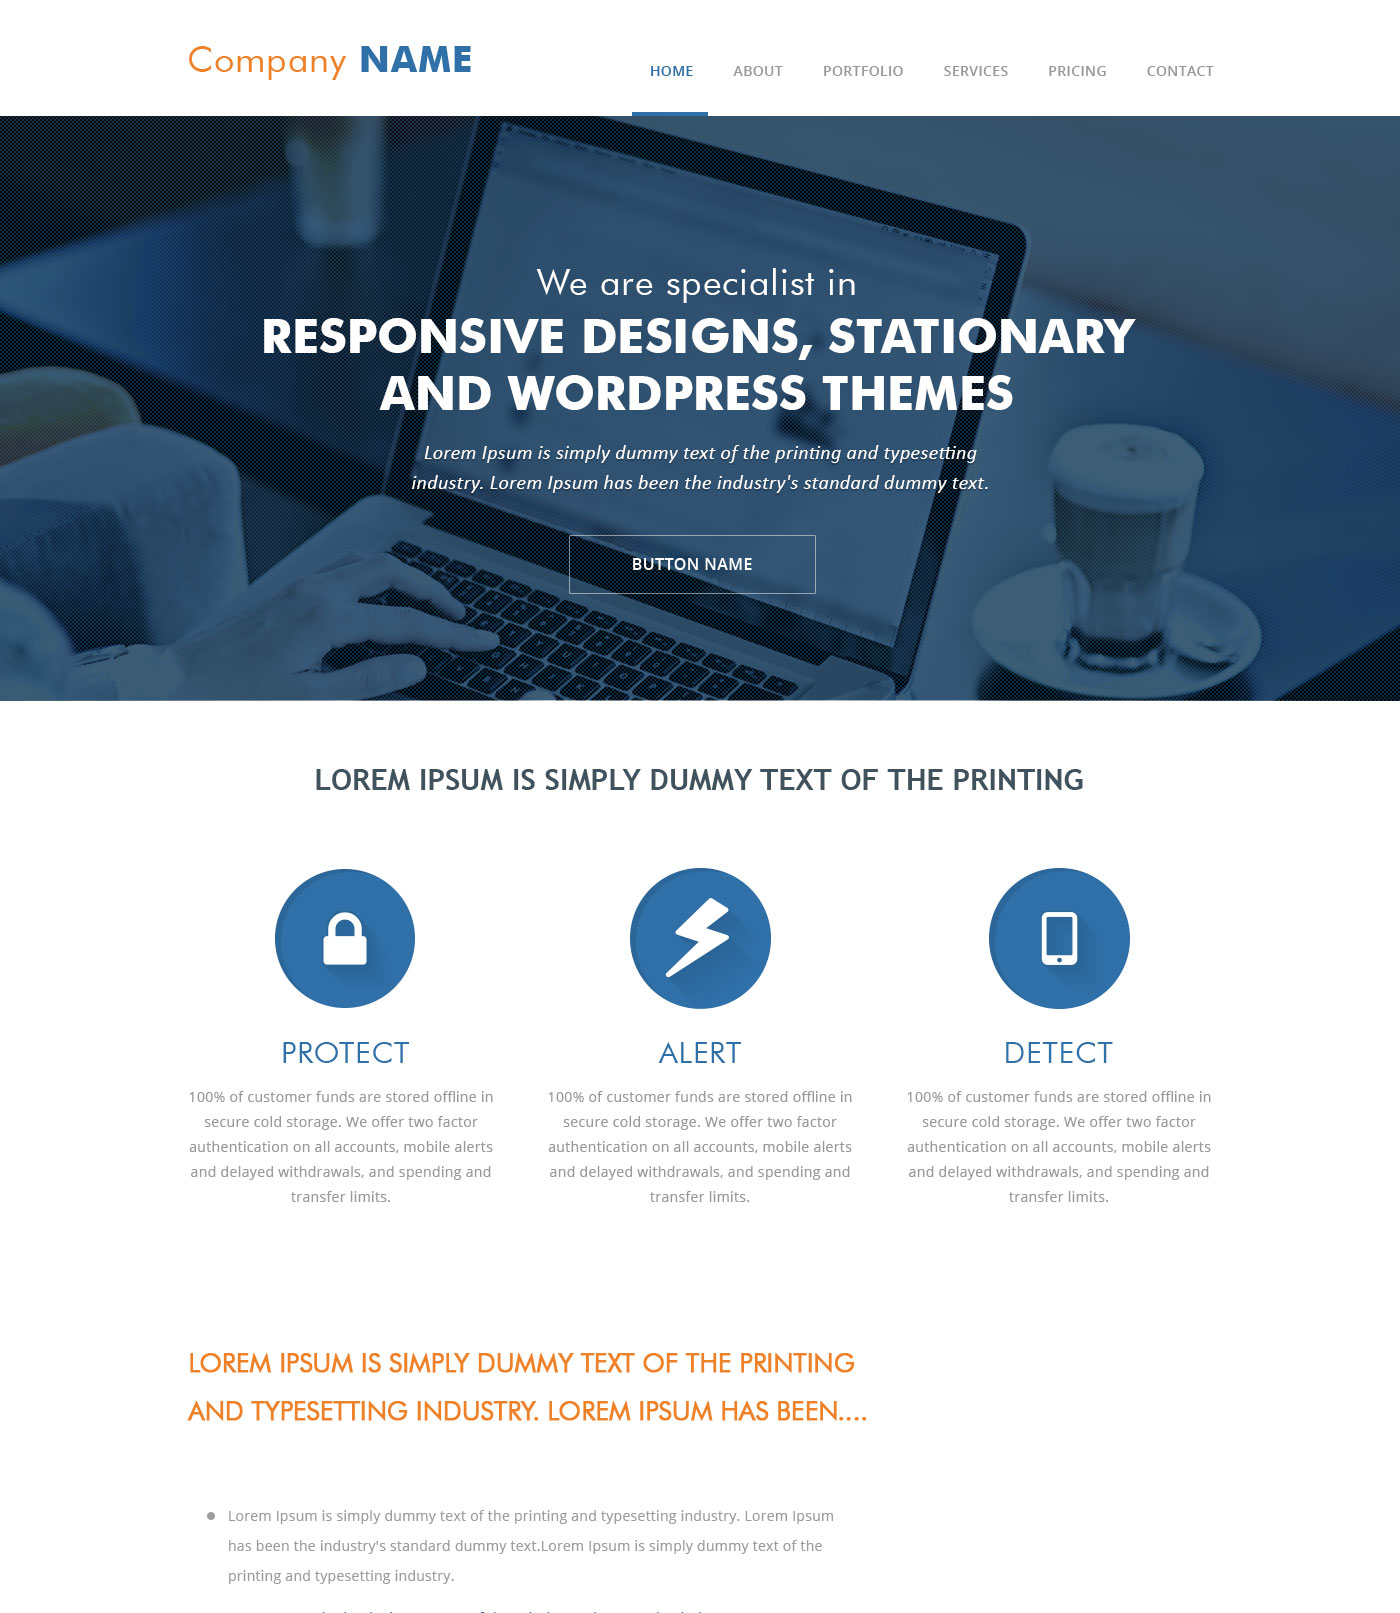 Company NAME
HOME ABOUT PORTFOLIO SERVICES PRICING CONTACT
We are specialist in
RESPONSIVE DESIGNS, STATIONARY
AND WORDPRESS THEMES
Lorem Ipsum is simply dummy text of the printing and typesetting
industry. Lorem Ipsum has been the industry's standard dummy text.
BUTTON NAME
LOREM IPSUM IS SIMPLY DUMMY TEXT OF THE PRINTING
PROTECT
100% of customer funds are stored offline in
secure cold storage. We offer two factor
authentication on all accounts, mobile alerts
and delayed withdrawals, and spending and
transfer limits.
ALERT
100% of customer funds are stored offline in
secure cold storage. We offer two factor
authentication on all accounts, mobile alerts
and delayed withdrawals, and spending and
transfer limits.
DETECT
100% of customer funds are stored offline in
secure cold storage. We offer two factor
authentication on all accounts, mobile alerts
and delayed withdrawals, and spending and
transfer limits.
LOREM IPSUM IS SIMPLY DUMMY TEXT OF THE PRINTING
AND TYPESETTING INDUSTRY. LOREM IPSUM HAS BEEN....
Lorem Ipsum is simply dummy text of the printing and typesetting industry. Lorem Ipsum
has been the industry's standard dummy text.Lorem Ipsum is simply dummy text of the
printing and typesetting industry.